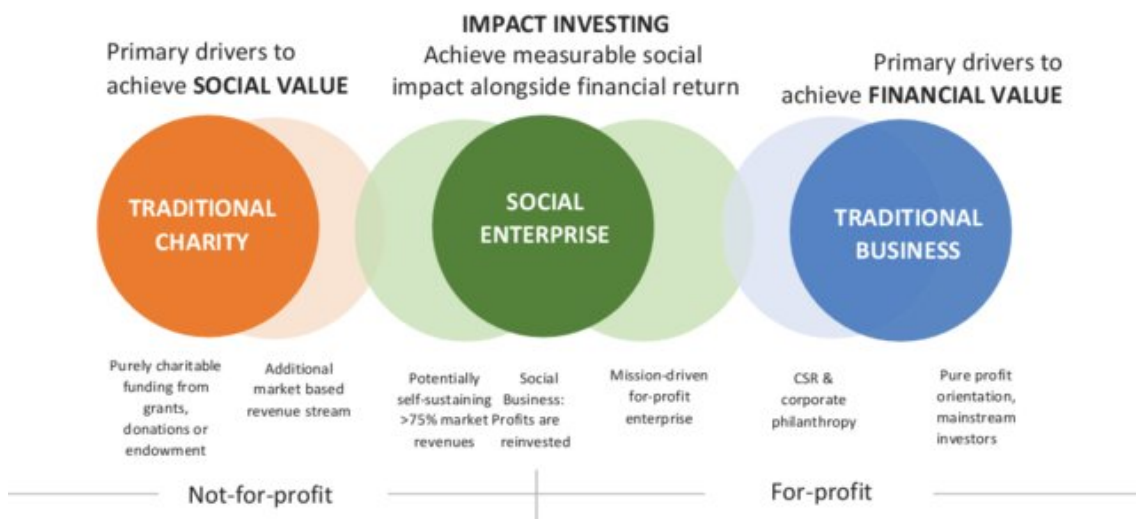 IMPACT INVESTING
Achieve measurable social
impact alongside financial return
Primary drivers to
achieve SOCIAL VALUE
Primary drivers to
achieve FINANCIAL VALUE
TRADITIONAL
CHARITY
SOCIAL
ENTERPRISE
TRADITIONAL
BUSINESS
Purely charitable
funding from
grants,
donations or
endowment
Additional
market based
revenue stream
Potentially
self-sustaining
>75% market
revenues
Social
Business:
Profits are
reinvested
Mission-driven
for-profit
enterprise
CSR &
corporate
philanthropy
Pure profit
orientation,
mainstream
investors
Not-for-profit
For-profit